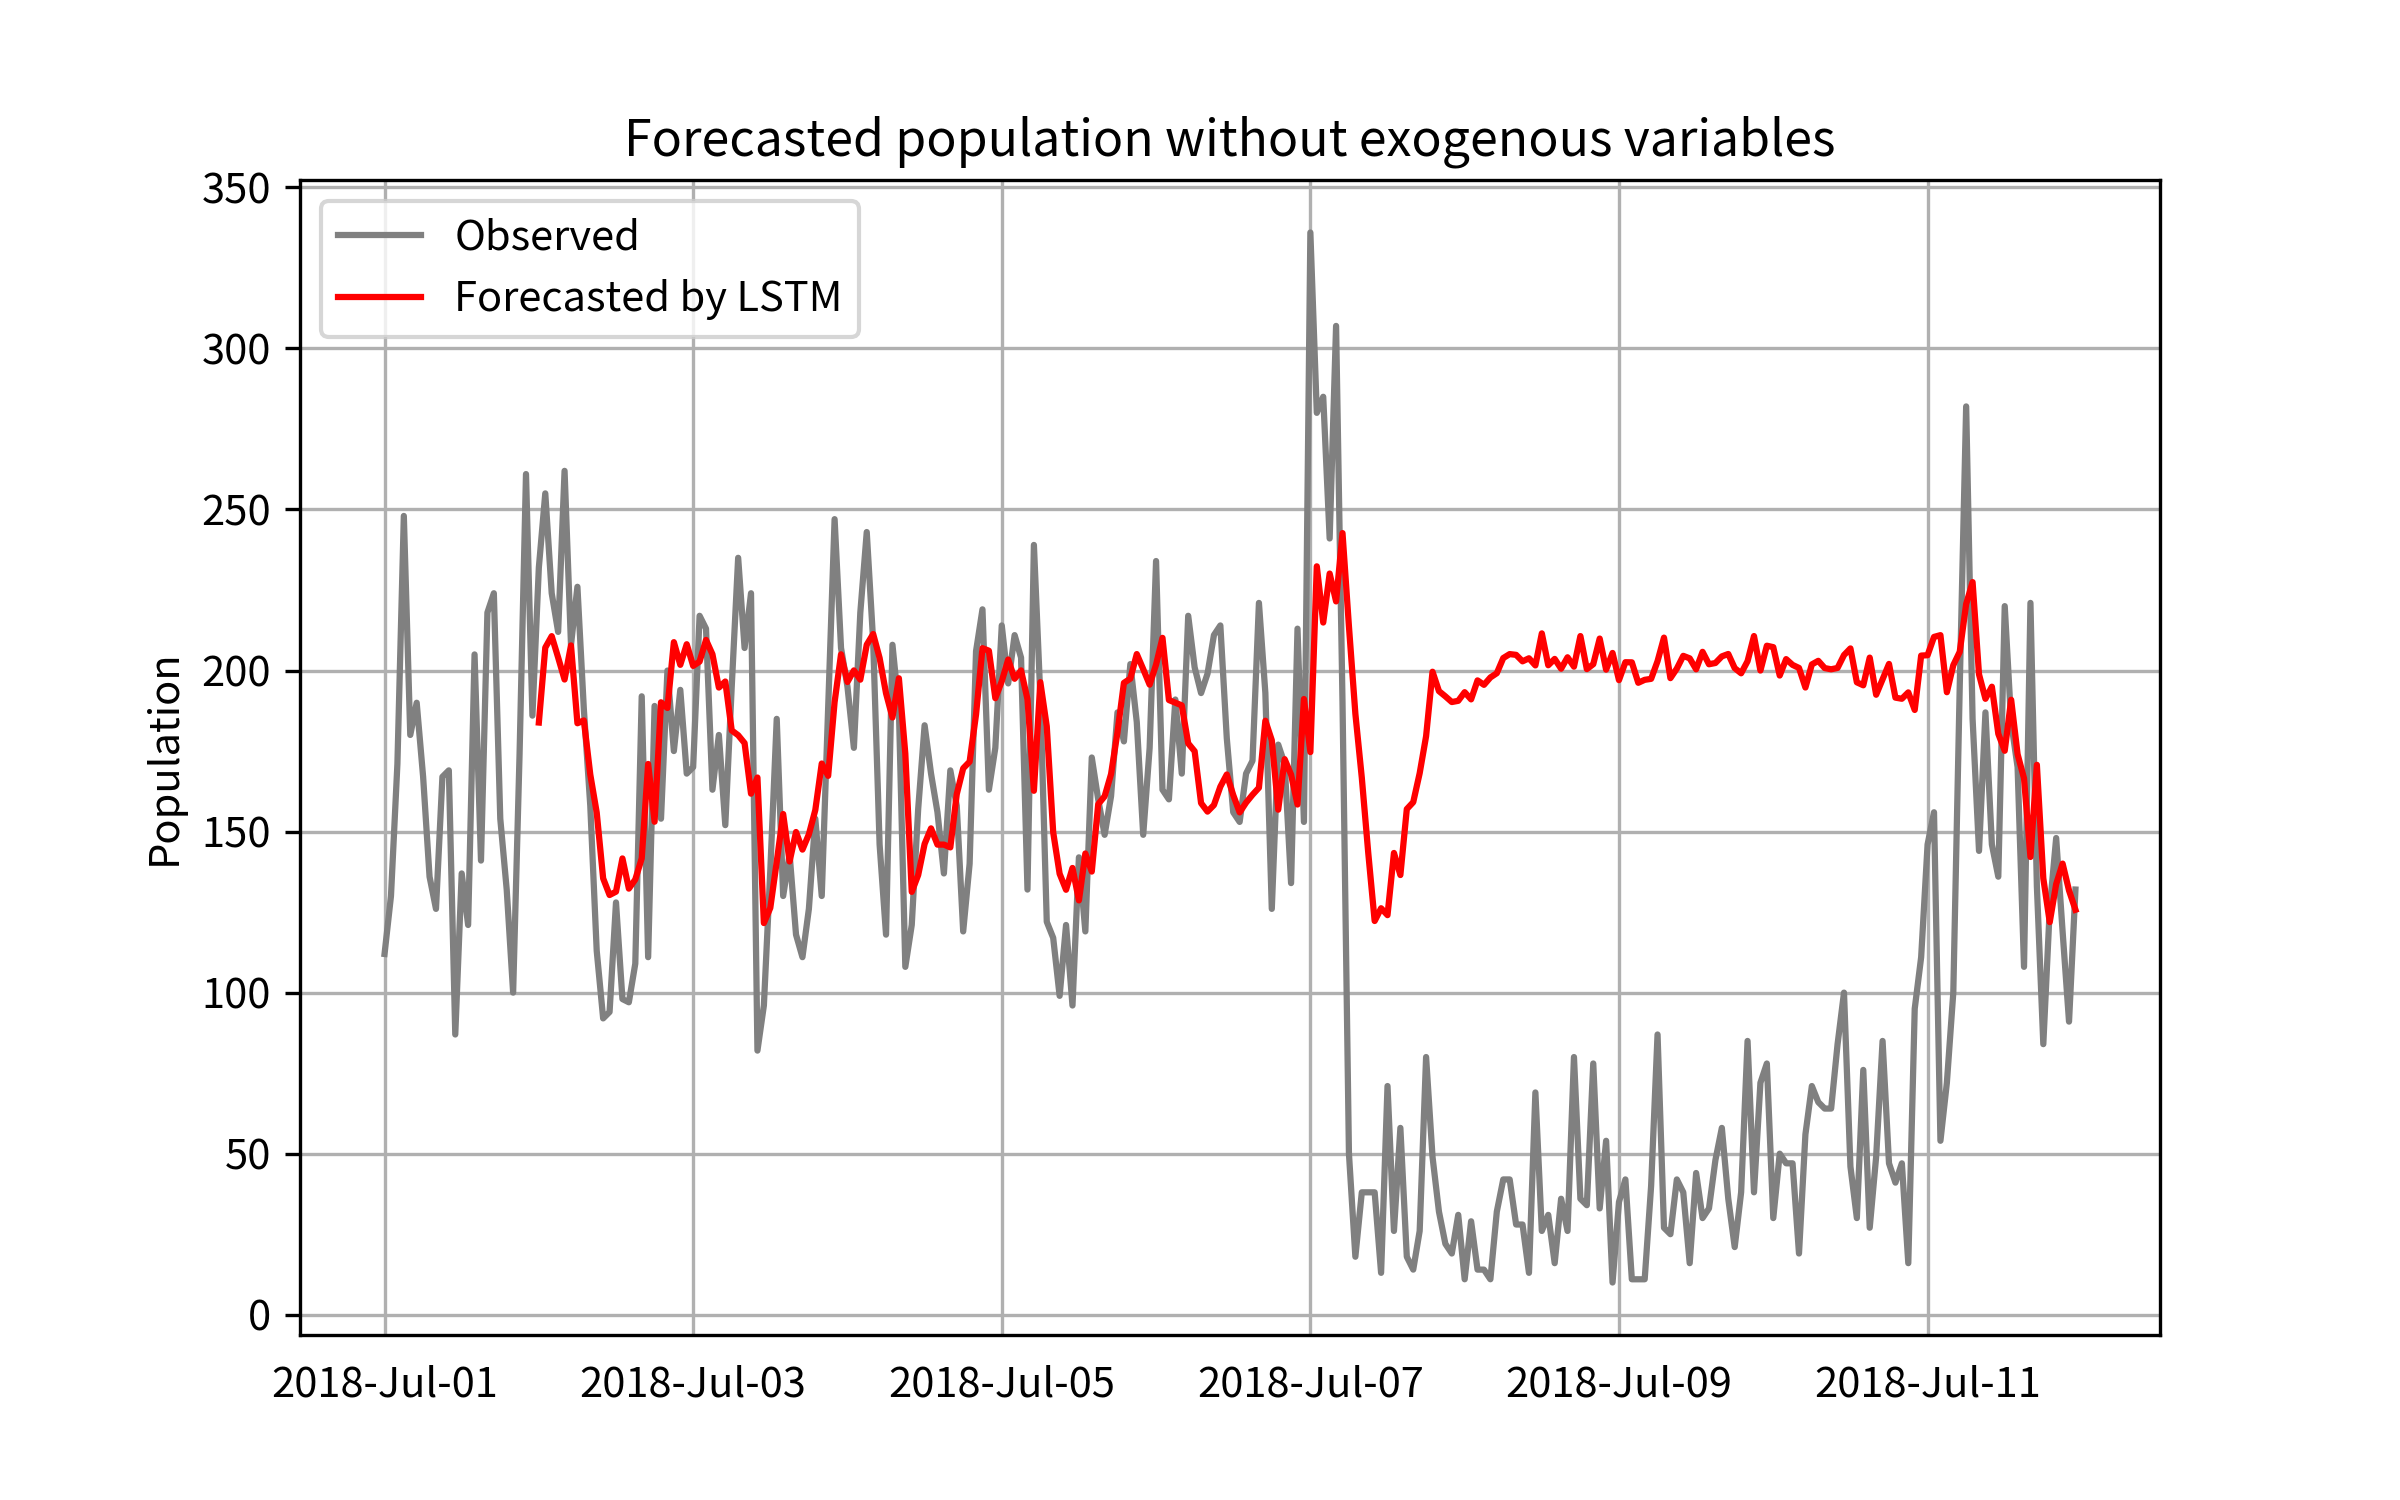 Forecasted population without exogenous variables
350
300
250
200
150
100
50
0
Population
Observed
Forecasted by LSTM
2018-Jul-01
2018-Jul-03
2018-Jul-05
2018-Jul-07
2018-Jul-09
2018-Jul-11